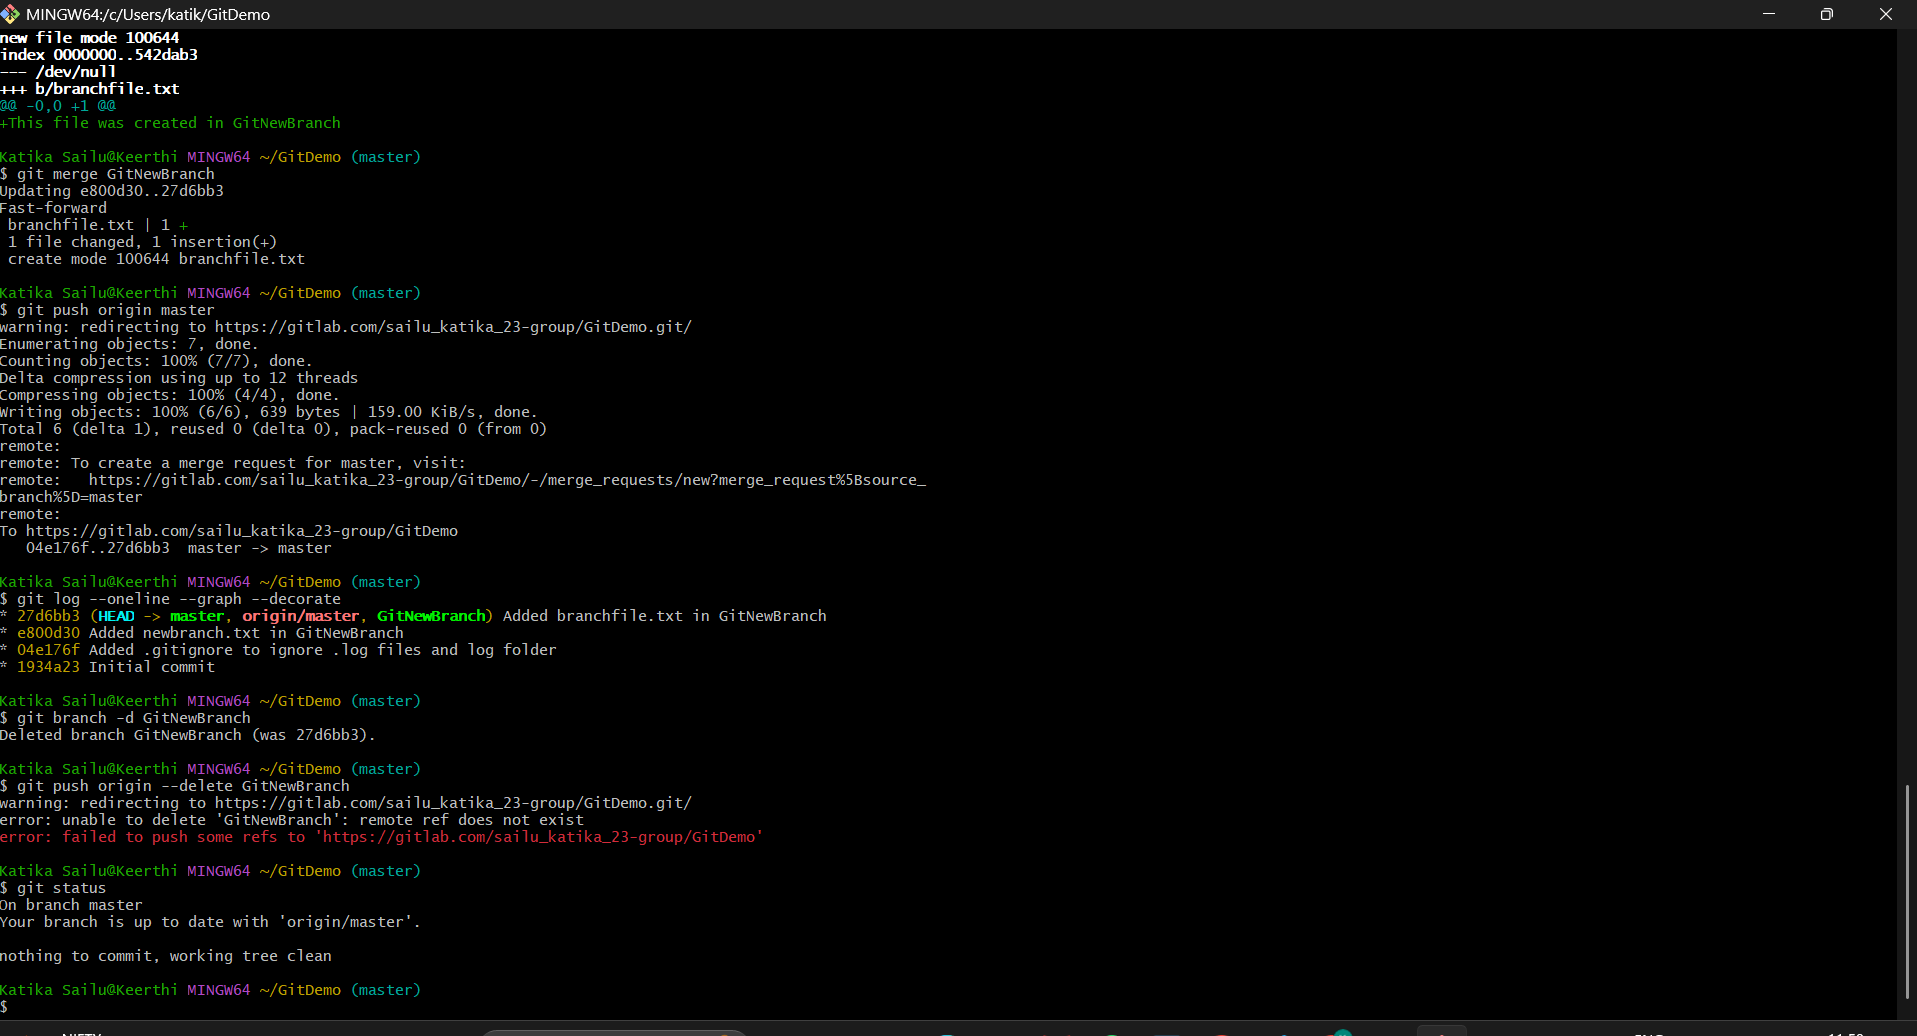 MINGW64:/c/Users/katik/GitDemo
new file mode 100644
index 0000000..542dab3
--- /dev/null
+++ b/branchfile.txt
@@ -0,0 +1 @@
+This file was created in GitNewBranch
Katika Sailu@Keerthi MINGW64 ~/GitDemo (master)
$ git merge GitNewBranch
Updating e800d30..27d6bb3
Fast-forward
branchfile.txt | 1 +
1 file changed, 1 insertion(+)
create mode 100644 branchfile.txt
Katika Sailu@Keerthi MINGW64 ~/GitDemo (master)
$ git push origin master
warning: redirecting to https://gitlab.com/sailu_katika_23-group/GitDemo.git/
Enumerating objects: 7, done.
Counting objects: 100% (7/7), done.
Delta compression using up to 12 threads
Compressing objects: 100% (4/4), done.
Writing objects: 100% (6/6), 639 bytes | 159.00 KiB/s, done.
Total 6 (delta 1), reused 0 (delta 0), pack-reused 0 (from 0)
remote:
remote: To create a merge request for master, visit:
remote:   https://gitlab.com/sailu_katika_23-group/GitDemo/-/merge_requests/new?merge_request%5Bsource_
branch%5D=master
remote:
To https://gitlab.com/sailu_katika_23-group/GitDemo
04e176f..27d6bb3  master -> master
Katika Sailu@Keerthi MINGW64 ~/GitDemo (master)
$ git log --oneline --graph --decorate
* 27d6bb3 (HEAD -> master, origin/master, GitNewBranch) Added branchfile.txt in GitNewBranch
* e800d30 Added newbranch.txt in GitNewBranch
* 04e176f Added .gitignore to ignore .log files and log folder
* 1934a23 Initial commit
Katika Sailu@Keerthi MINGW64 ~/GitDemo (master)
$ git branch -d GitNewBranch
Deleted branch GitNewBranch (was 27d6bb3).
Katika Sailu@Keerthi MINGW64 ~/GitDemo (master)
$ git push origin --delete GitNewBranch
warning: redirecting to https://gitlab.com/sailu_katika_23-group/GitDemo.git/
error: unable to delete 'GitNewBranch': remote ref does not exist
error: failed to push some refs to 'https://gitlab.com/sailu_katika_23-group/GitDemo'
Katika Sailu@Keerthi MINGW64 ~/GitDemo (master)
$ git status
On branch master
Your branch is up to date with 'origin/master'.
nothing to commit, working tree clean
Katika Sailu@Keerthi MINGW64 ~/GitDemo (master)
$